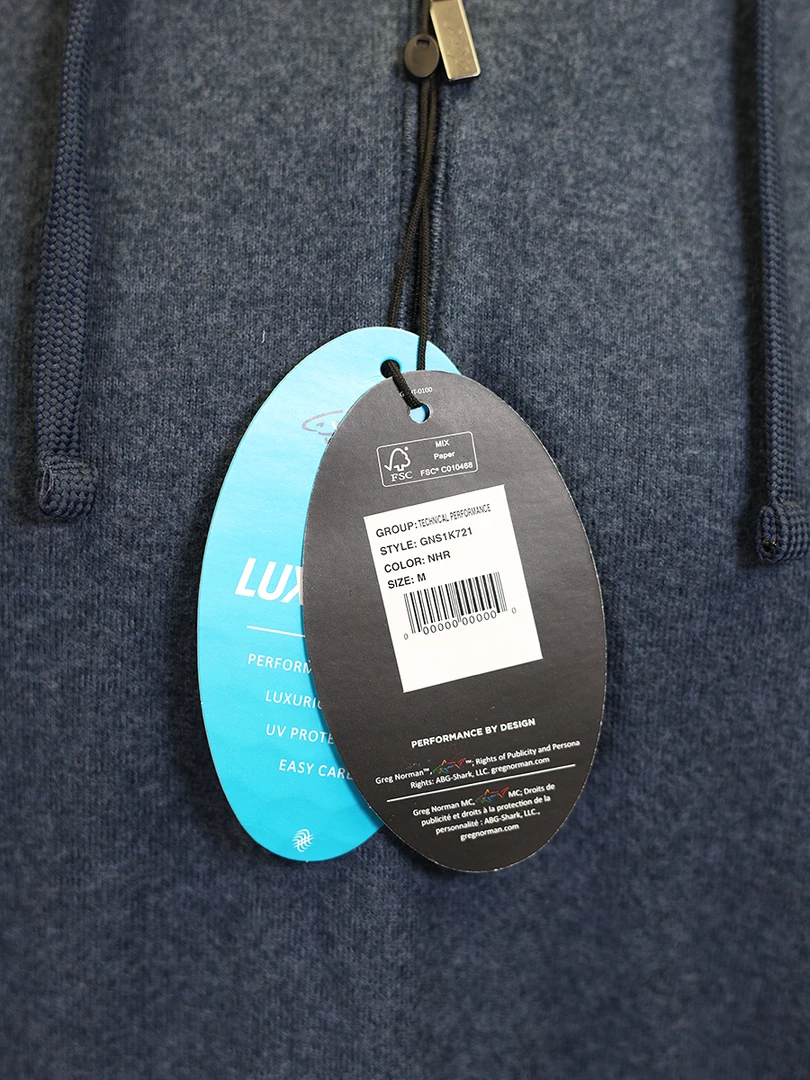 MIX
Paper
FSC® C010468
FSC
GROUP: TECHNICAL PERFORMANCE
STYLE: GNS1K721
COLOR: NHR
SIZE: M
0 00000 00000 0
PERFORMANCE BY DESIGN
Greg Norman™, ™: Rights of Publicity and Persona
Rights: ABG-Shark, LLC. gregnorman.com
Greg Norman MC, MC; Droits de
publicité et droits à la protection de la
personnalité : ABG-Shark, LLC.,
gregnorman.com
LUX
PERFORM
LUXURI
UV PROTE
EASY CARE